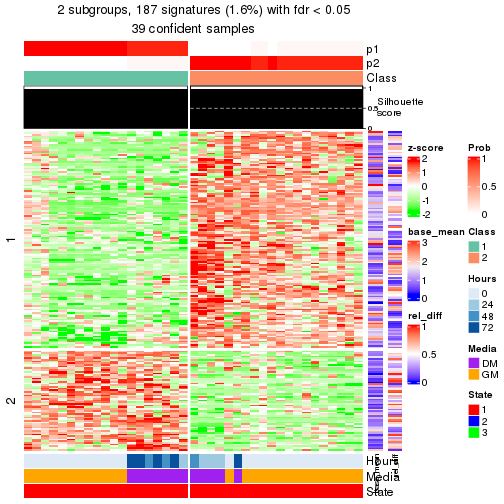 2 subgroups, 187 signatures (1.6%) with fdr < 0.05
39 confident samples
p1
p2
Class
1
0.5
0
Silhouette
score
1
2
z-score
2
1
0
-1
-2
base_mean
3
2
1
0
rel_diff
1
0.5
0
Prob
1
0.5
0
Class
1
2
Hours
0
24
48
72
Media
DM
GM
State
1
2
3
Hours
Media
State